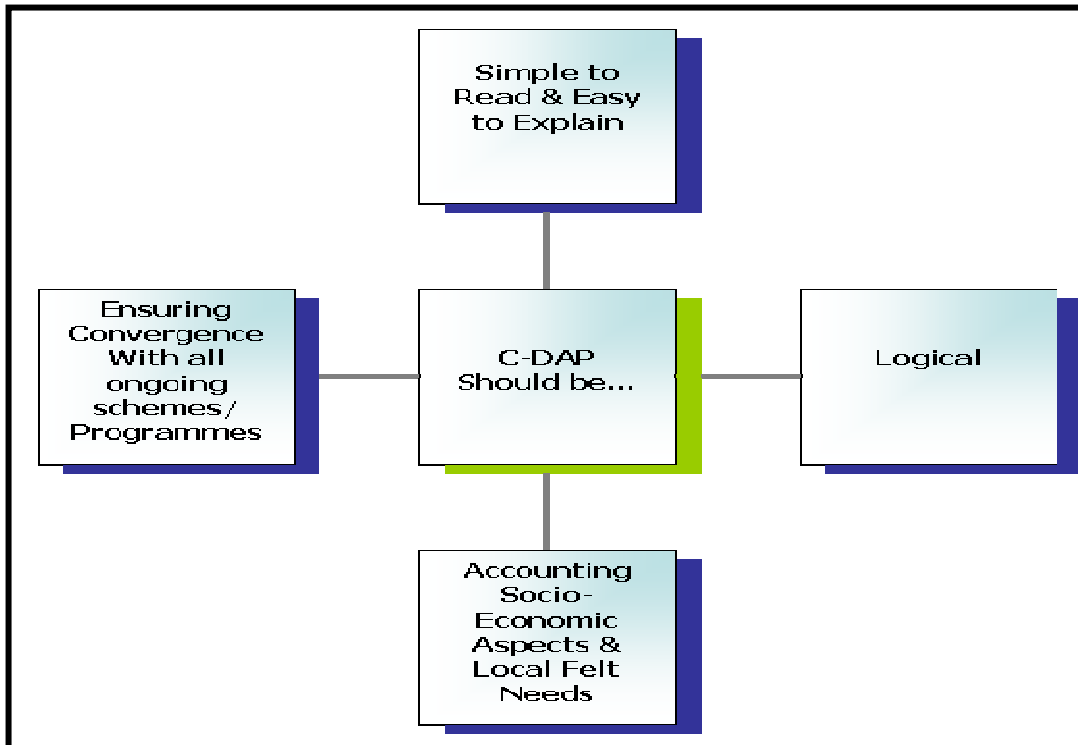 Simple to
Read & Easy
to Explain
Ensuring
Convergence
With all
ongoing
schemes/
Programmes
C-DAP
Should be...
Logical
Accounting
Socio-
Economic
Aspects &
Local Felt
Needs